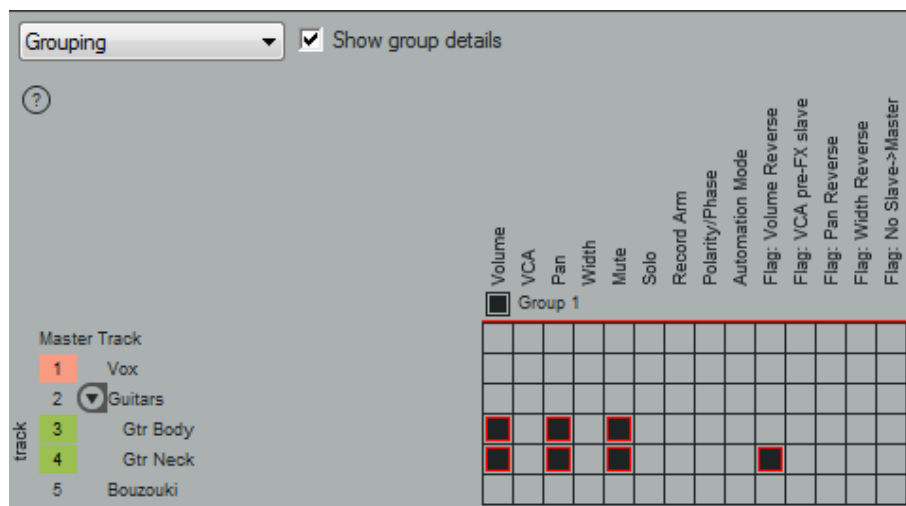 Grouping
Show group details
?
Volume
VCA
Pan
Width
Mute
Solo
Record Arm
Polarity/Phase
Automation Mode
Flag: Volume Reverse
Flag: VCA pre-FX slave
Flag: Pan Reverse
Flag: Width Reverse
Flag: No Slave->Master
Group 1
Master Track
1 Vox
2 Guitars
track
3 Gtr Body
4 Gtr Neck
5 Bouzouki